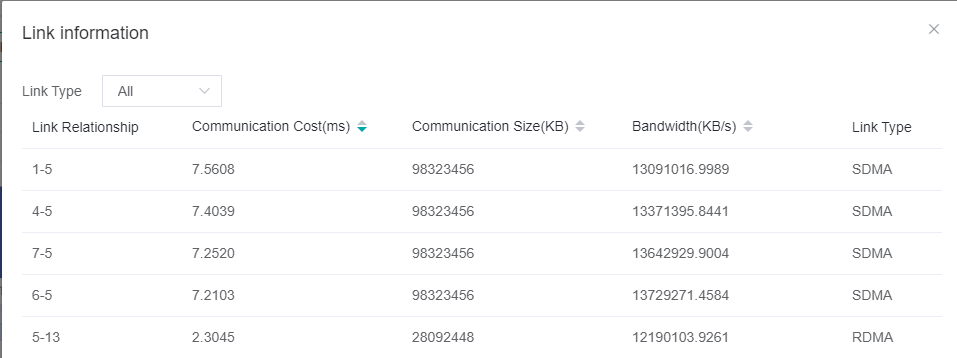 Link information
Link Type All
Link Relationship Communication Cost(ms) Communication Size(KB) Bandwidth(KB/s) Link Type
1-5 7.5608 98323456 13091016.9989 SDMA
4-5 7.4039 98323456 13371395.8441 SDMA
7-5 7.2520 98323456 13642929.9004 SDMA
6-5 7.2103 98323456 13729271.4584 SDMA
5-13 2.3045 28092448 12190103.9261 RDMA